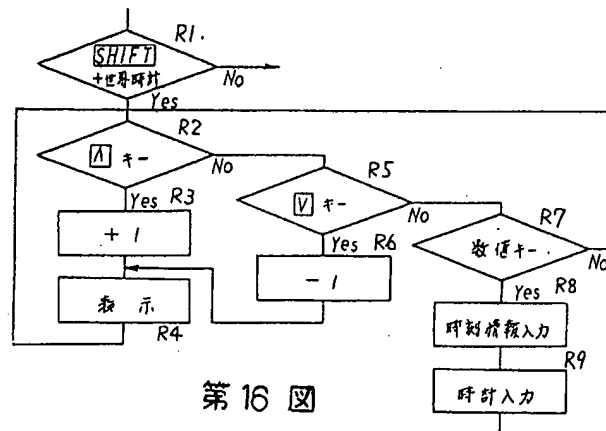 R1.
SHIFT
+世界時計
No
Yes
R2
∧ キー
No
R5
∨ キー
No
R7
数値キー
No
Yes R3
+1
Yes R6
-1
Yes R8
表示
R4
時刻情報入力
R9
時計入力
第16図